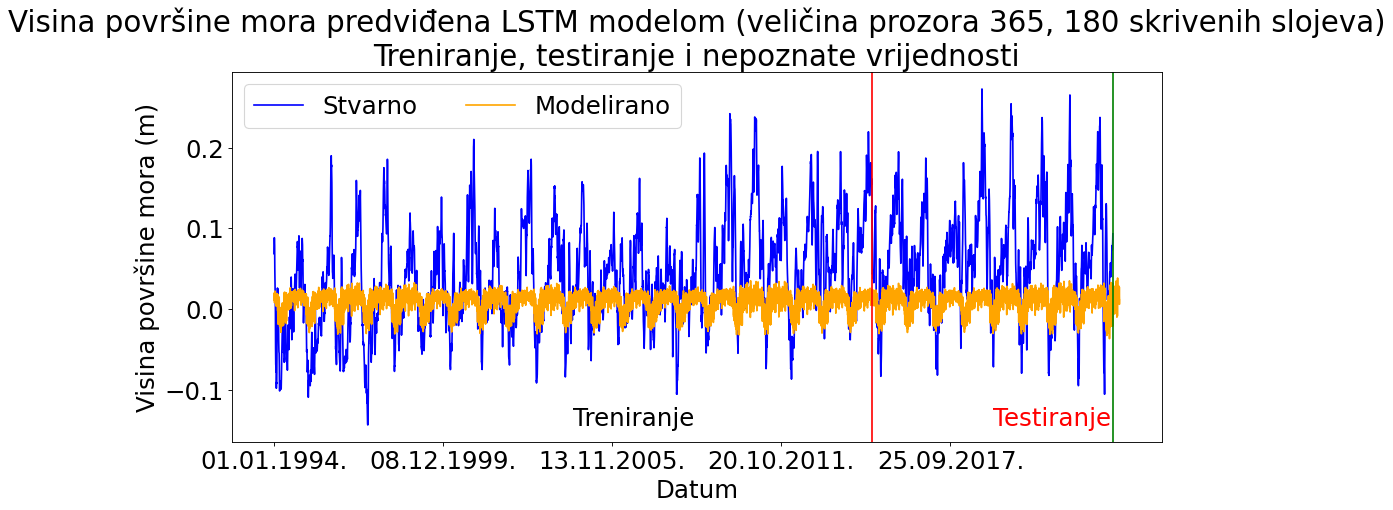 Visina površine mora predviđena LSTM modelom (veličina prozora 365, 180 skrivenih slojeva)
Treniranje, testiranje i nepoznate vrijednosti
Stvarno Modelirano
Visina površine mora (m)
0.2
0.1
0.0
−0.1
Treniranje Testiranje
01.01.1994. 08.12.1999. 13.11.2005. 20.10.2011. 25.09.2017.
Datum